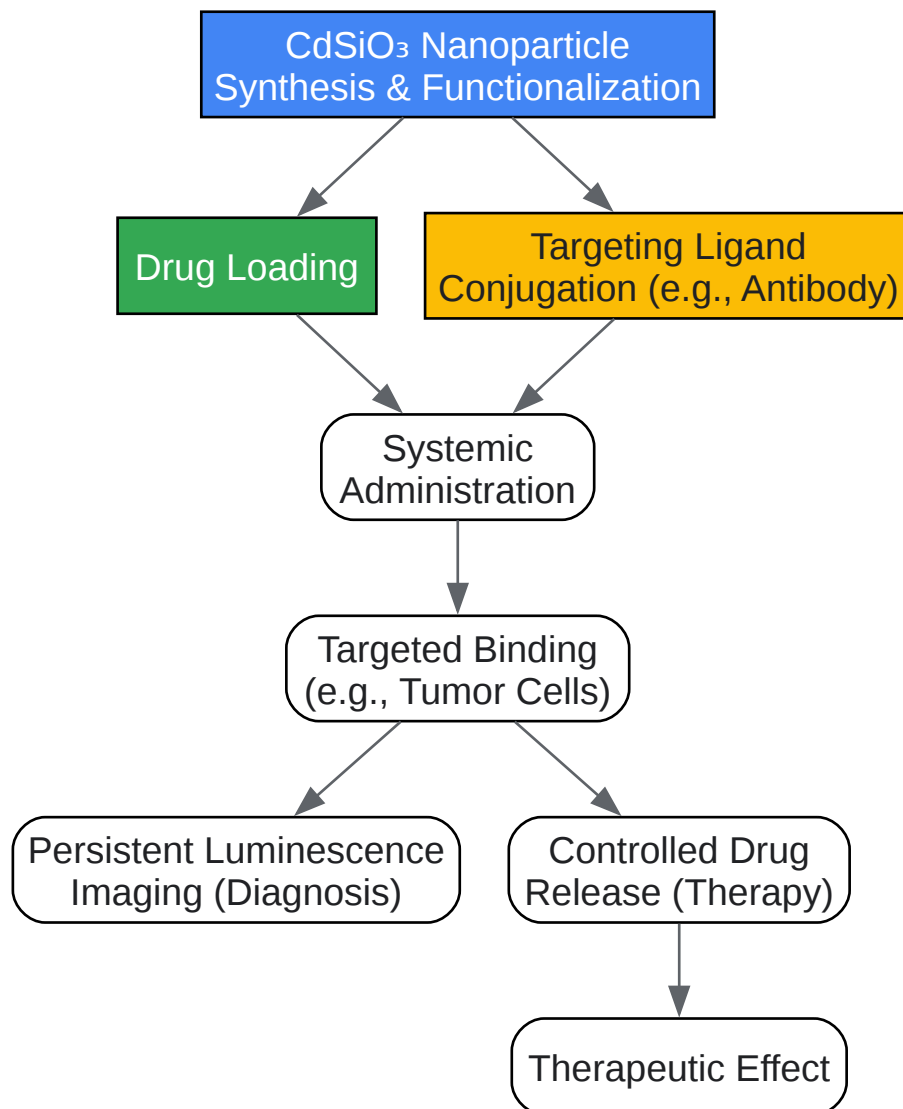 CdSiO₃ Nanoparticle
Synthesis & Functionalization
Drug Loading
Targeting Ligand
Conjugation (e.g., Antibody)
Systemic
Administration
Targeted Binding
(e.g., Tumor Cells)
Persistent Luminescence
Imaging (Diagnosis)
Controlled Drug
Release (Therapy)
Therapeutic Effect